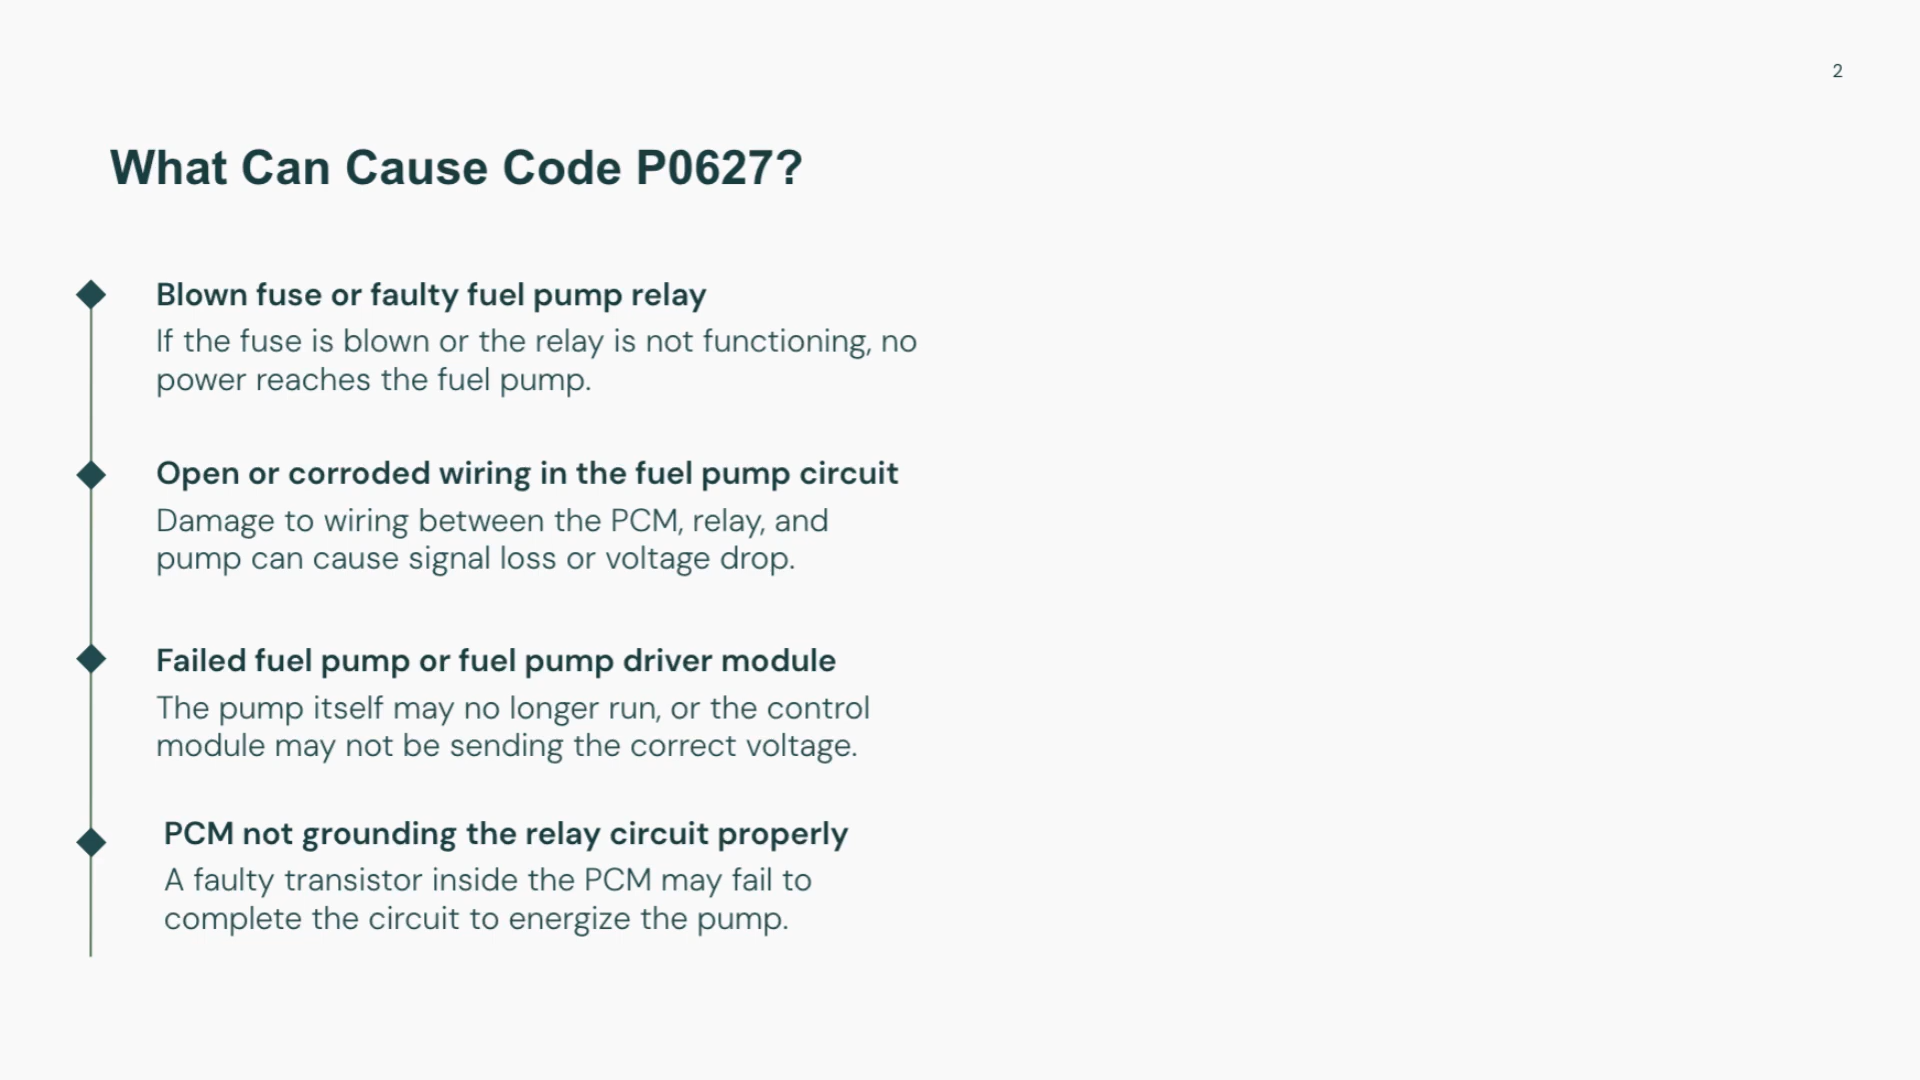 2
What Can Cause Code P0627?
Blown fuse or faulty fuel pump relay
If the fuse is blown or the relay is not functioning, no
power reaches the fuel pump.
Open or corroded wiring in the fuel pump circuit
Damage to wiring between the PCM, relay, and
pump can cause signal loss or voltage drop.
Failed fuel pump or fuel pump driver module
The pump itself may no longer run, or the control
module may not be sending the correct voltage.
PCM not grounding the relay circuit properly
A faulty transistor inside the PCM may fail to
complete the circuit to energize the pump.